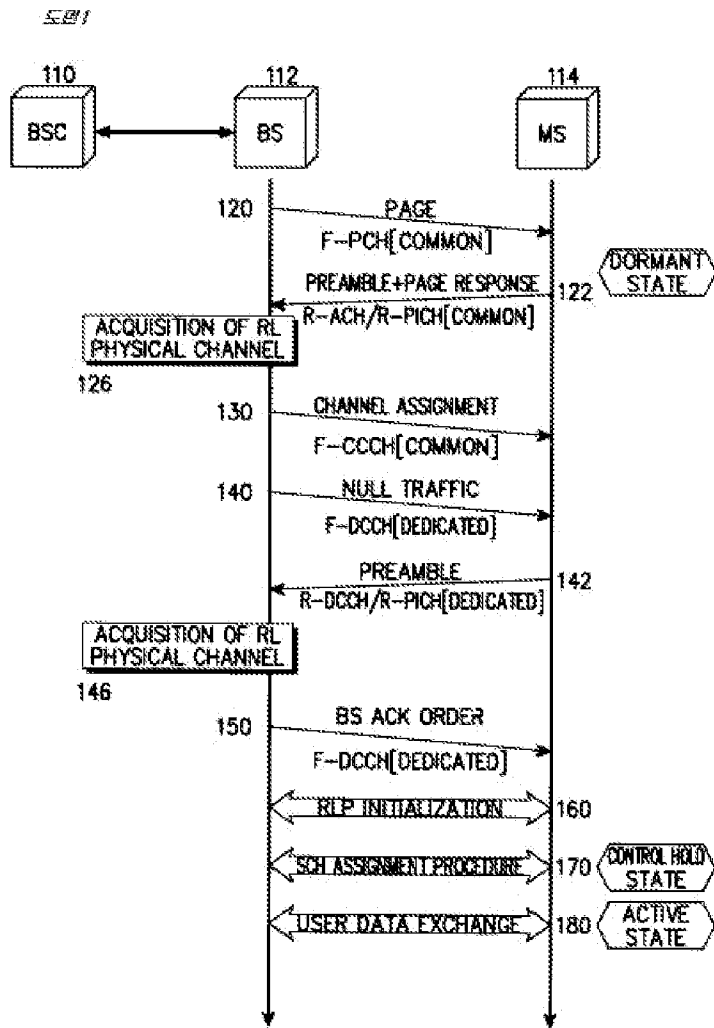 도면1
110
112
114
BSC
BS
MS
120
PAGE
F-PCH[COMMON]
DORMANT
STATE
PREAMBLE+PAGE RESPONSE
122
R-ACH/R-PICH[COMMON]
ACQUISITION OF RL
PHYSICAL CHANNEL
126
130
CHANNEL ASSIGNMENT
F-CCCH[COMMON]
140
NULL TRAFFIC
F-DCCH[DEDICATED]
PREAMBLE
142
R-DCCH/R-PICH[DEDICATED]
ACQUISITION OF RL
PHYSICAL CHANNEL
146
150
BS ACK ORDER
F-DCCH[DEDICATED]
RLP INITIALIZATION
160
SCH ASSIGNMENT PROCEDURE
170
CONTROL HOLD
STATE
USER DATA EXCHANGE
180
ACTIVE
STATE